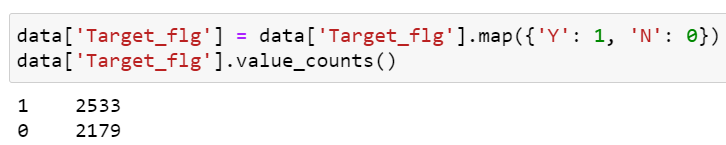 data['Target_flg'] = data['Target_flg'].map({'Y': 1, 'N': 0})
data['Target_flg'].value_counts()
1    2533
0    2179